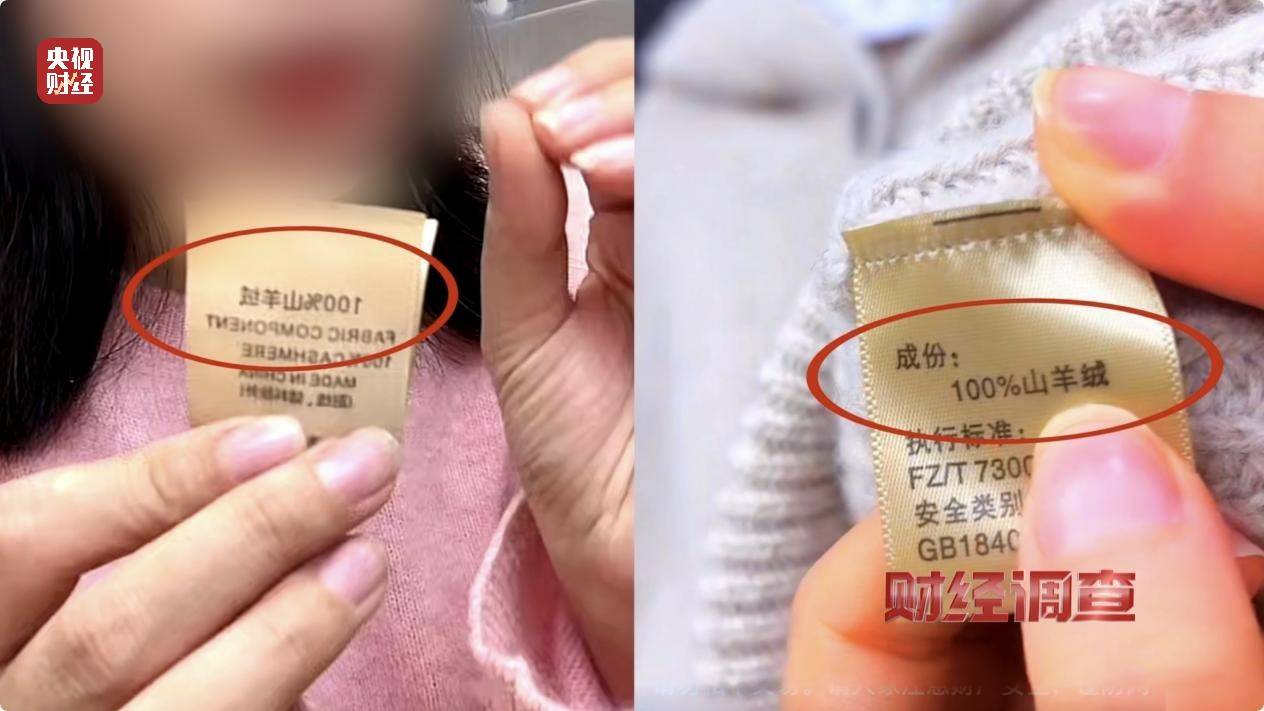 央视
财经
100%山羊绒
FABRIC COMPONENT
100% CASHMERE
MADE IN CHINA
成份：
100%山羊绒
执行标准：
FZ/T 7300
安全类别
GB1840
财经调查